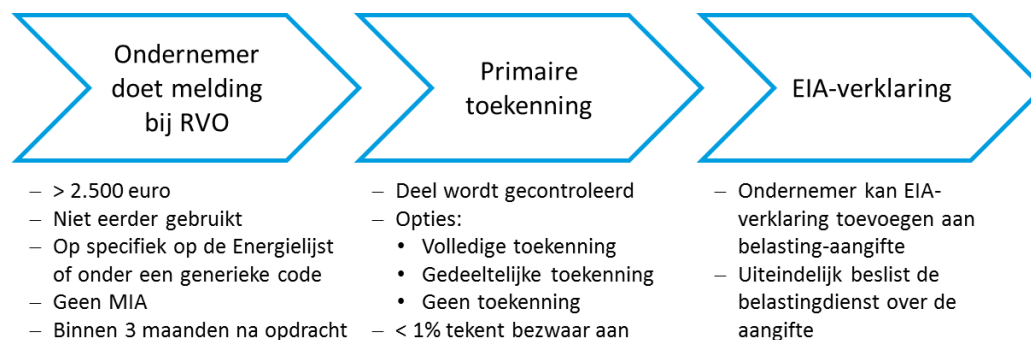 Ondernemer
doet melding
bij RVO
– > 2.500 euro
– Niet eerder gebruikt
– Op specifiek op de Energielijst
of onder een generieke code
– Geen MIA
– Binnen 3 maanden na opdracht
Primaire
toekenning
– Deel wordt gecontroleerd
– Opties:
• Volledige toekenning
• Gedeeltelijke toekenning
• Geen toekenning
– < 1% tekent bezwaar aan
EIA-verklaring
– Ondernemer kan EIA-
verklaring toevoegen aan
belasting-aangifte
– Uiteindelijk beslist de
belastingdienst over de
aangifte